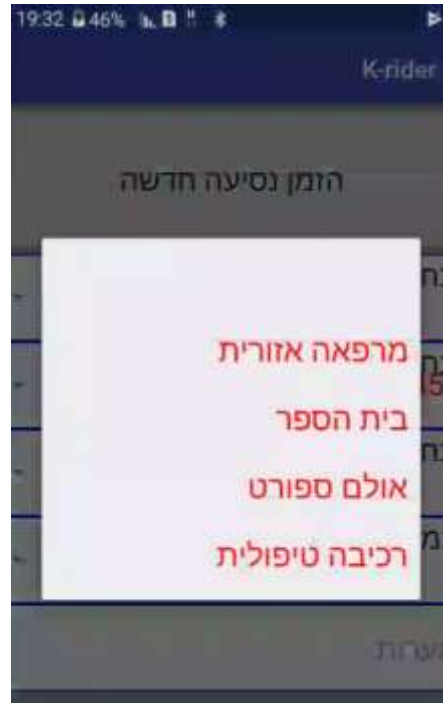 19:32 46%
K-rider
הזמן נסיעה חדשה
מרפאה אזורית
בית הספר
אולם ספורט
רכיבה טיפולית